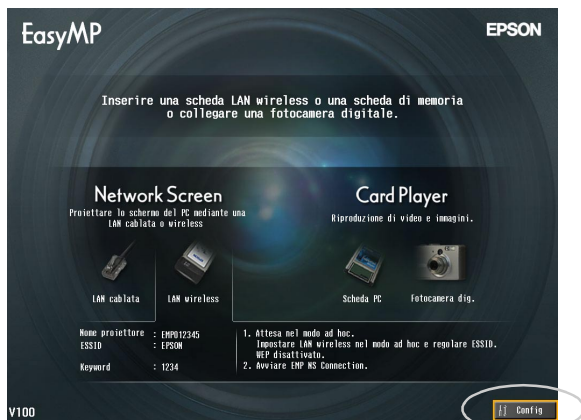 EasyMP
EPSON
Inserire una scheda LAN wireless o una scheda di memoria
o collegare una fotocamera digitale.
Network Screen
Proiettare lo schermo del PC mediante una
LAN cablata o wireless
LAN cablata
LAN wireless
Card Player
Riproduzione di video e immagini.
Scheda PC
Fotocamera dig.
Nome proiettore : EMP012345
ESSID : EPSON
Keyword : 1234
1. Attesa nel modo ad hoc.
Impostare LAN wireless nel modo ad hoc e regolare ESSID.
WEP disattivato.
2. Avviare EMP NS Connection.
V100
Config